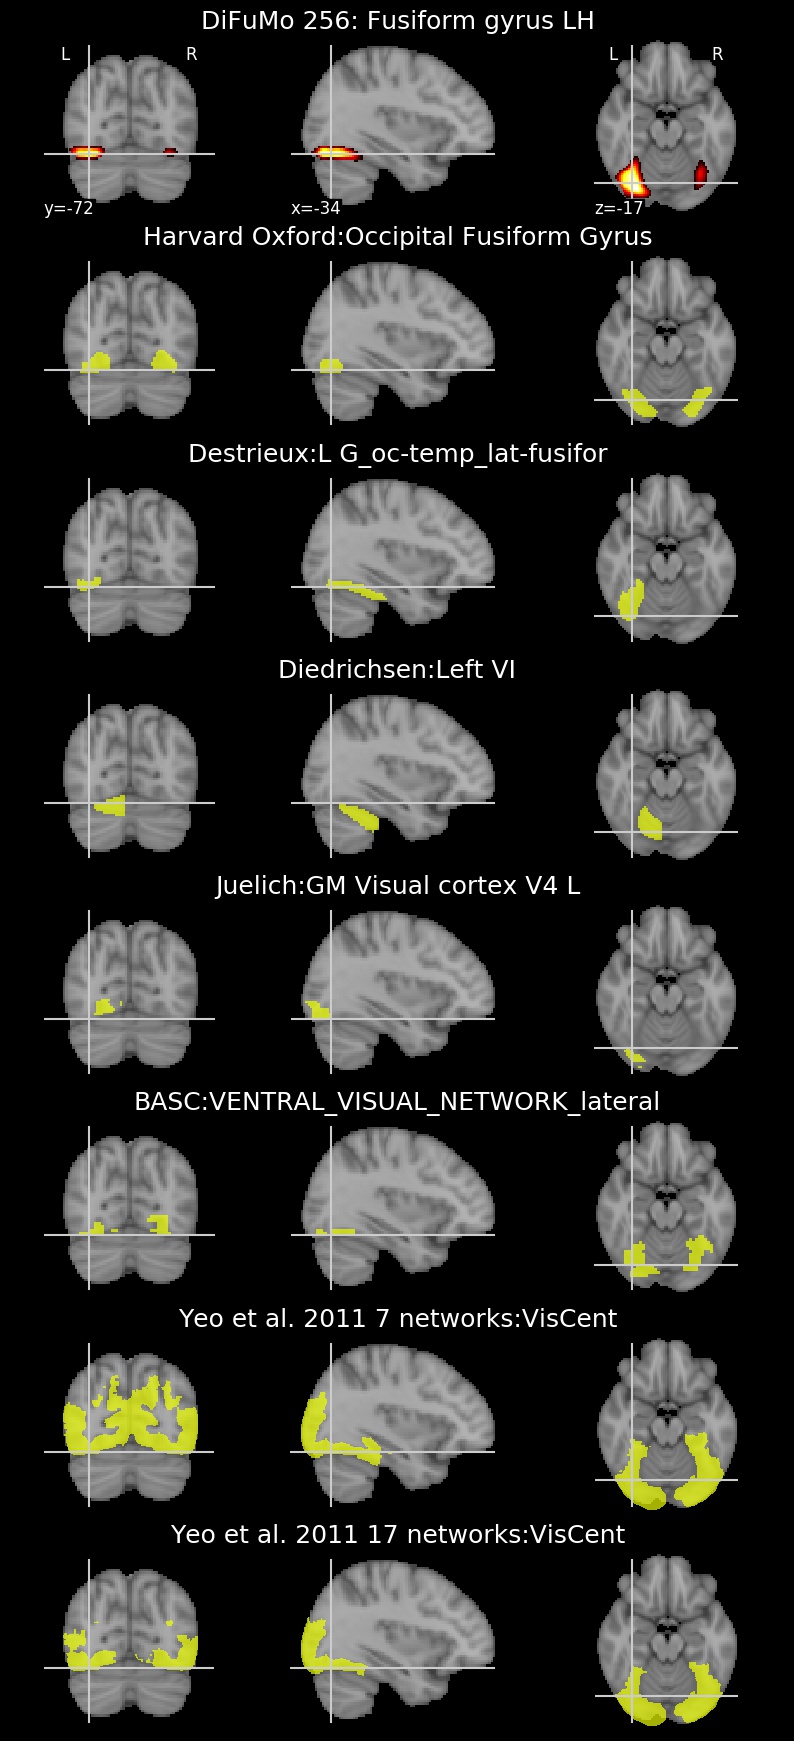 DiFuMo 256: Fusiform gyrus LH
L R L R
y=-72 x=-34 z=-17
Harvard Oxford:Occipital Fusiform Gyrus
Destrieux:L G_oc-temp_lat-fusifor
Diedrichsen:Left VI
Juelich:GM Visual cortex V4 L
BASC:VENTRAL_VISUAL_NETWORK_lateral
Yeo et al. 2011 7 networks:VisCent
Yeo et al. 2011 17 networks:VisCent